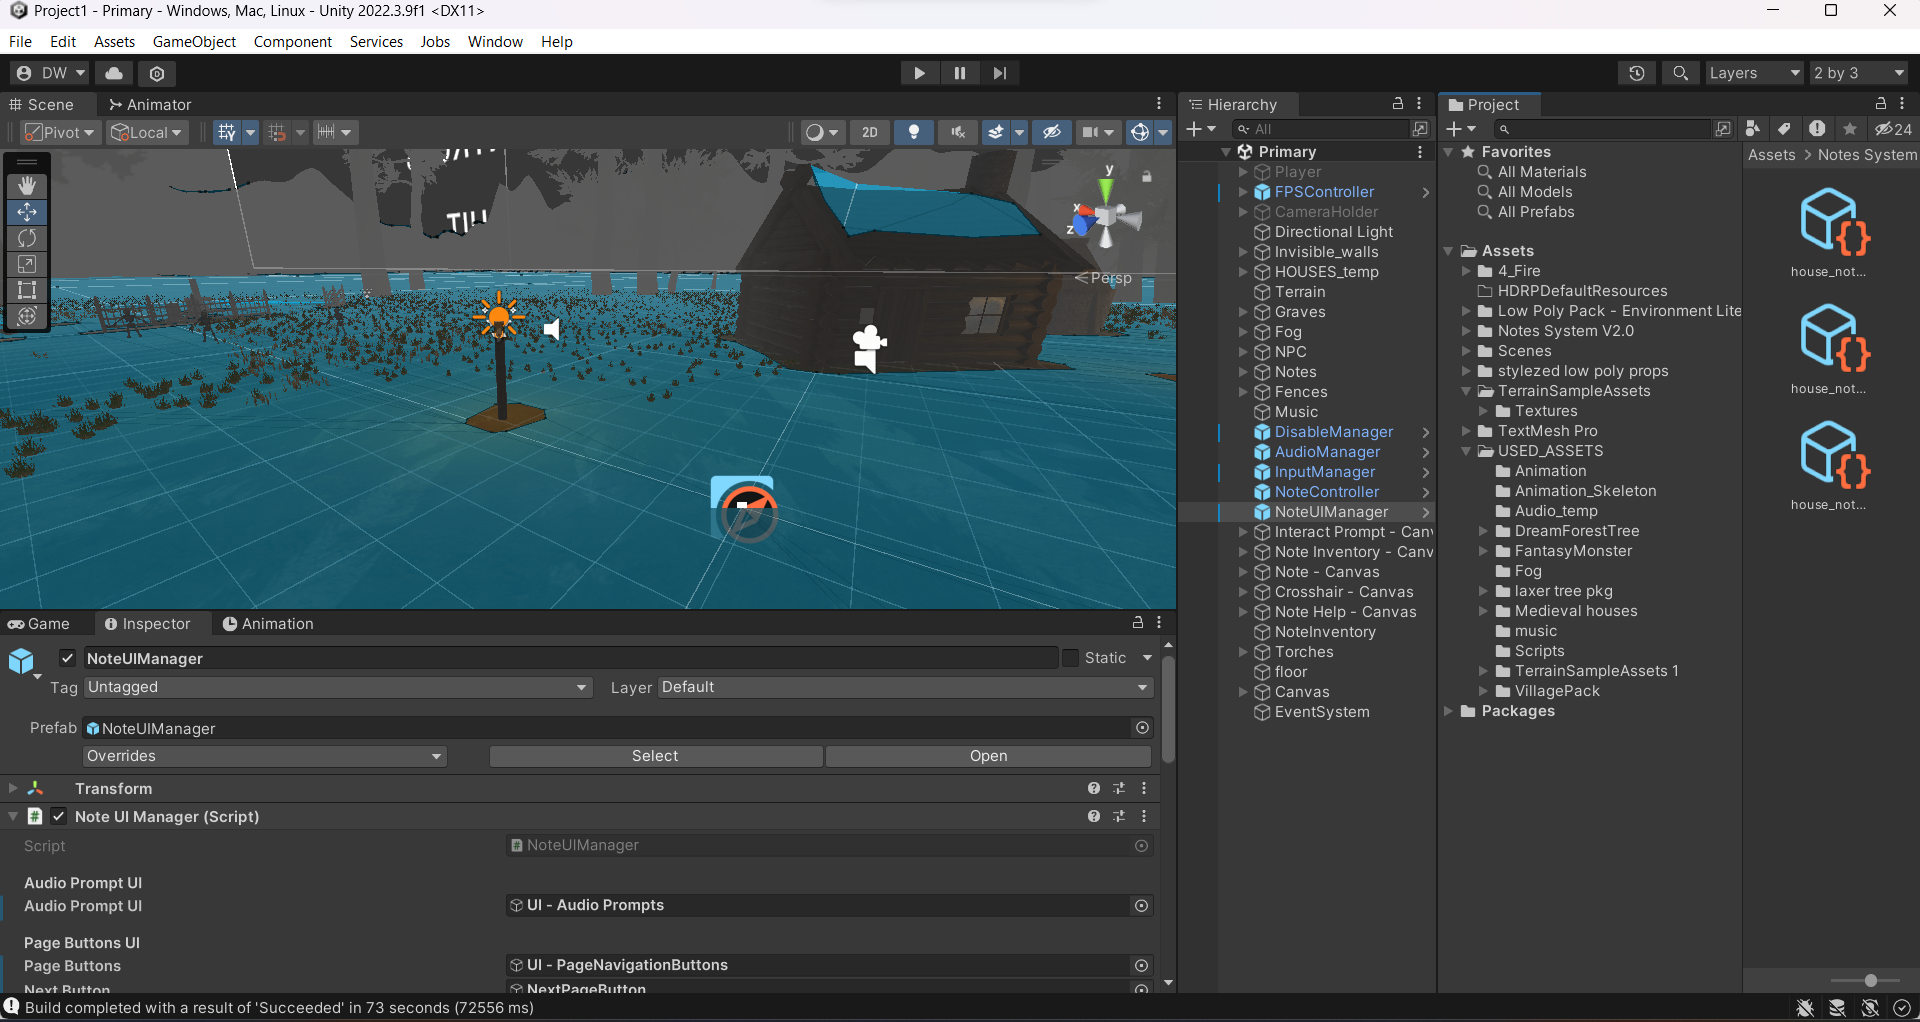 Project1 - Primary - Windows, Mac, Linux - Unity 2022.3.9f1 <DX11>
File Edit Assets GameObject Component Services Jobs Window Help
DW
Layers
2 by 3
Scene
Animator
Pivot
Local
2D
y
x
z
Persp
Hierarchy
All
Primary
Player
FPSController
CameraHolder
Directional Light
Invisible_walls
HOUSES_temp
Terrain
Graves
Fog
NPC
Notes
Fences
Music
DisableManager
AudioManager
InputManager
NoteController
NoteUIManager
Interact Prompt - Canv
Note Inventory - Canv
Note - Canvas
Crosshair - Canvas
Note Help - Canvas
NoteInventory
Torches
floor
Canvas
EventSystem
Project
24
Favorites
All Materials
All Models
All Prefabs
Assets
4_Fire
HDRPDefaultResources
Low Poly Pack - Environment Lite
Notes System V2.0
Scenes
stylezed low poly props
TerrainSampleAssets
Textures
TextMesh Pro
USED_ASSETS
Animation
Animation_Skeleton
Audio_temp
DreamForestTree
FantasyMonster
Fog
laxer tree pkg
Medieval houses
music
Scripts
TerrainSampleAssets 1
VillagePack
Packages
Assets > Notes System
house_not...
house_not...
house_not...
Game
Inspector
Animation
NoteUIManager
Static
Tag Untagged
Layer Default
Prefab NoteUIManager
Overrides
Select
Open
Transform
Note UI Manager (Script)
Script NoteUIManager
Audio Prompt UI
Audio Prompt UI UI - Audio Prompts
Page Buttons UI
Page Buttons UI - PageNavigationButtons
Next Button NextPageButton
Build completed with a result of 'Succeeded' in 73 seconds (72556 ms)